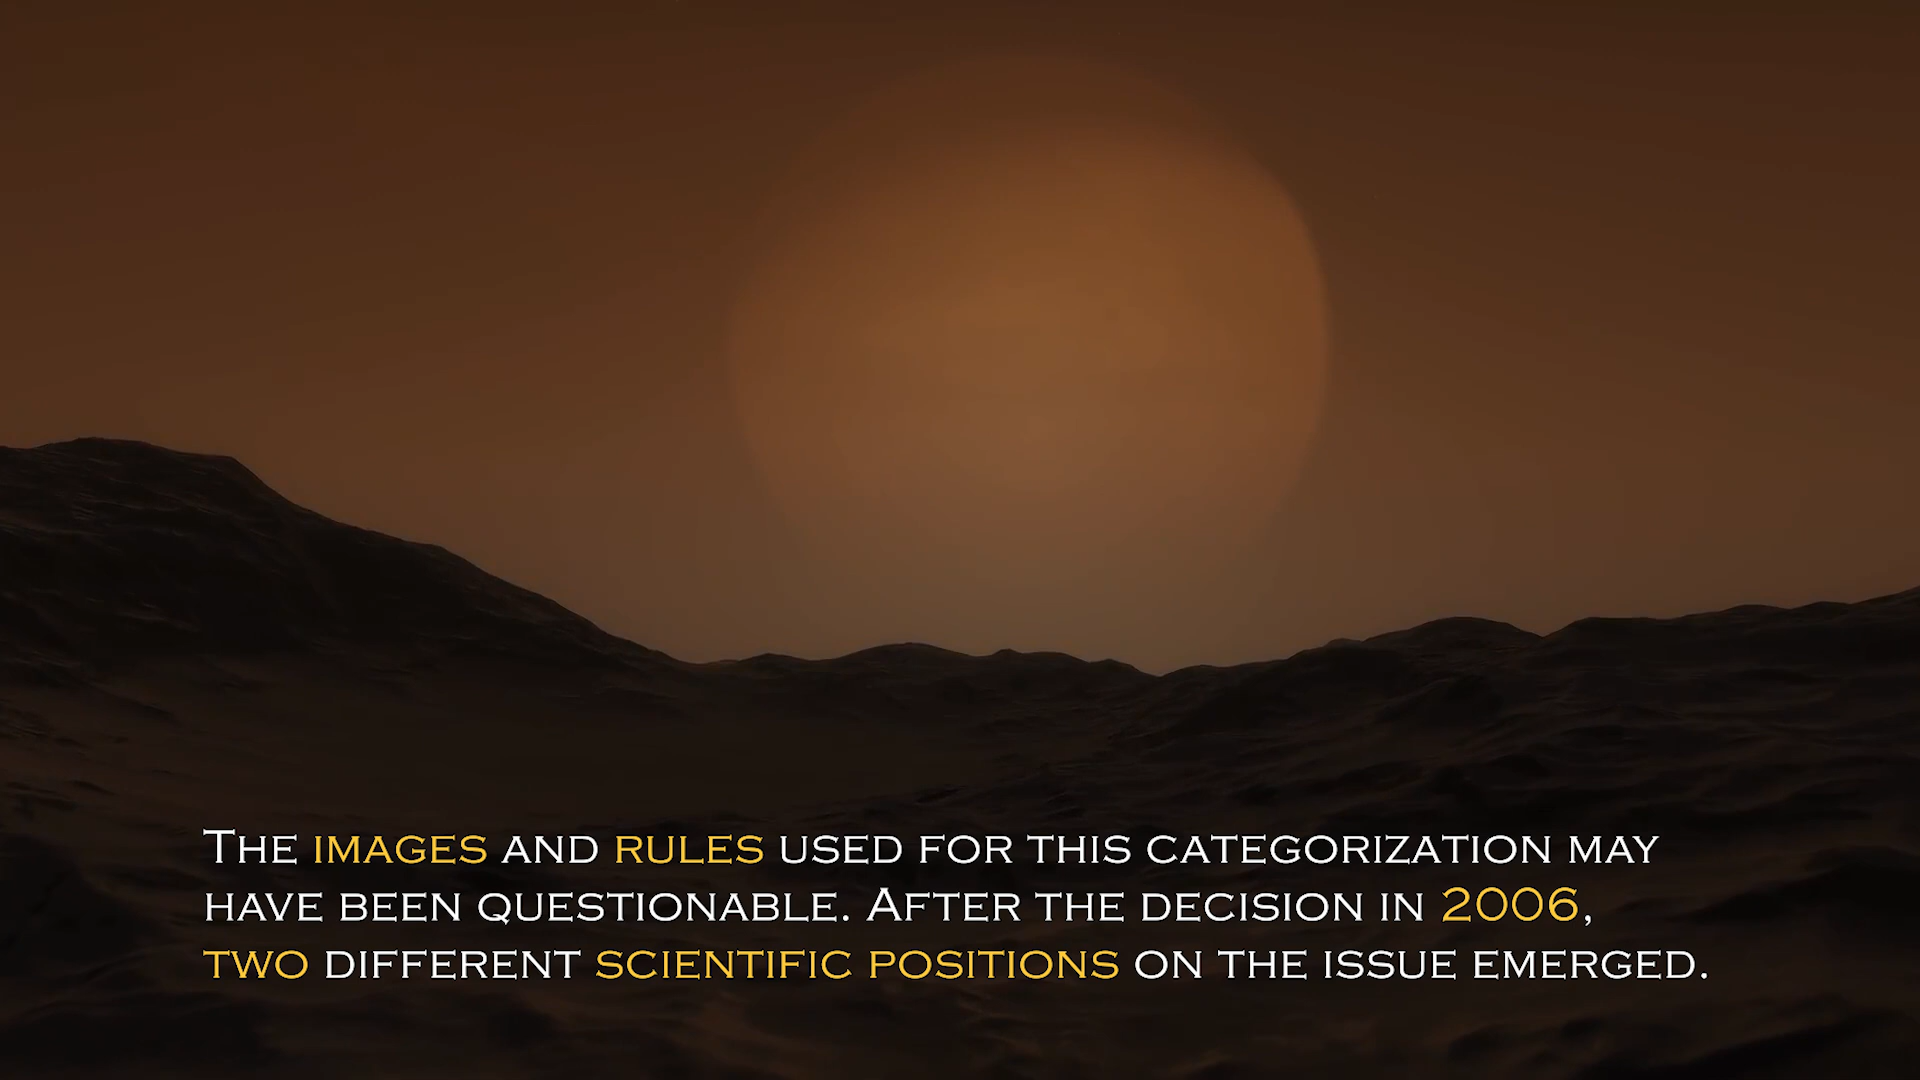 The images and rules used for this categorization may
have been questionable. After the decision in 2006,
two different scientific positions on the issue emerged.